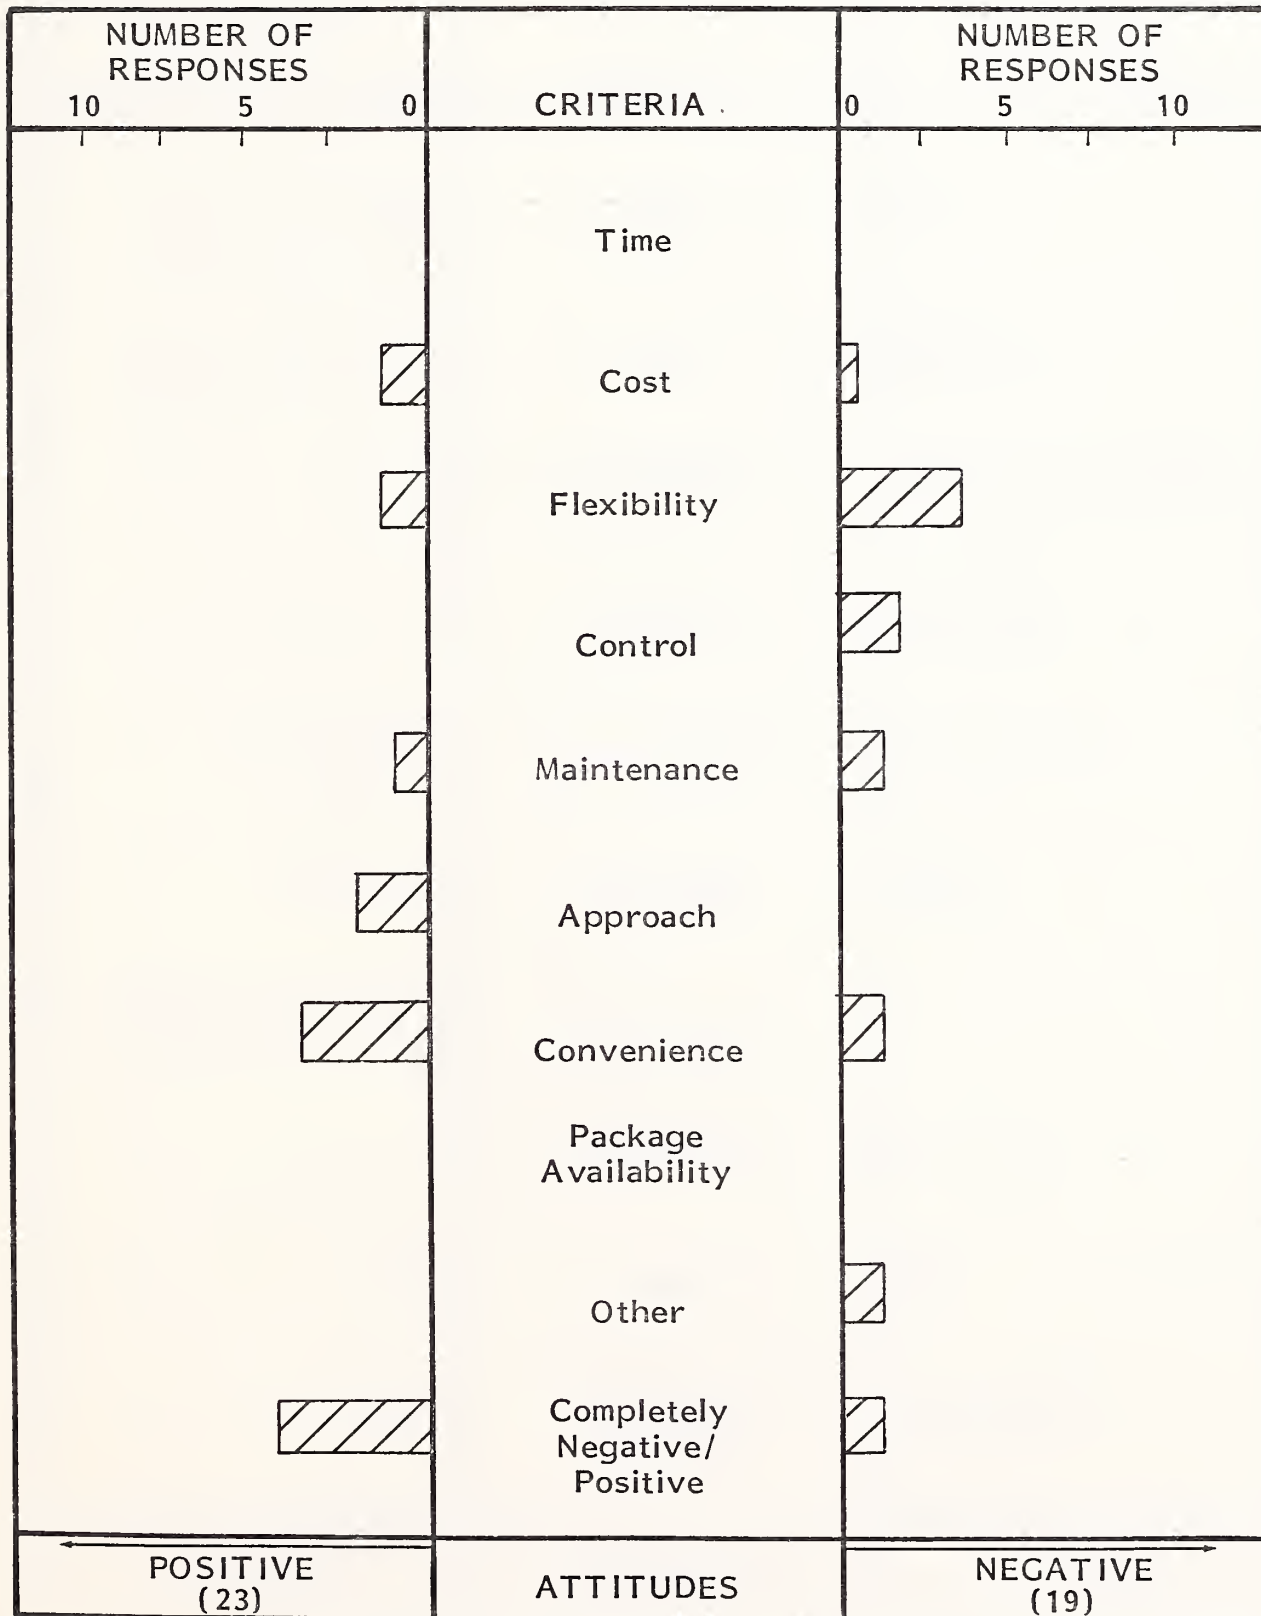 NUMBER OF
RESPONSES
10 5 0
CRITERIA
NUMBER OF
RESPONSES
0 5 10
Time
Cost
Flexibility
Control
Maintenance
Approach
Convenience
Package
Availability
Other
Completely
Negative/
Positive
POSITIVE
(23)
ATTITUDES
NEGATIVE
(19)